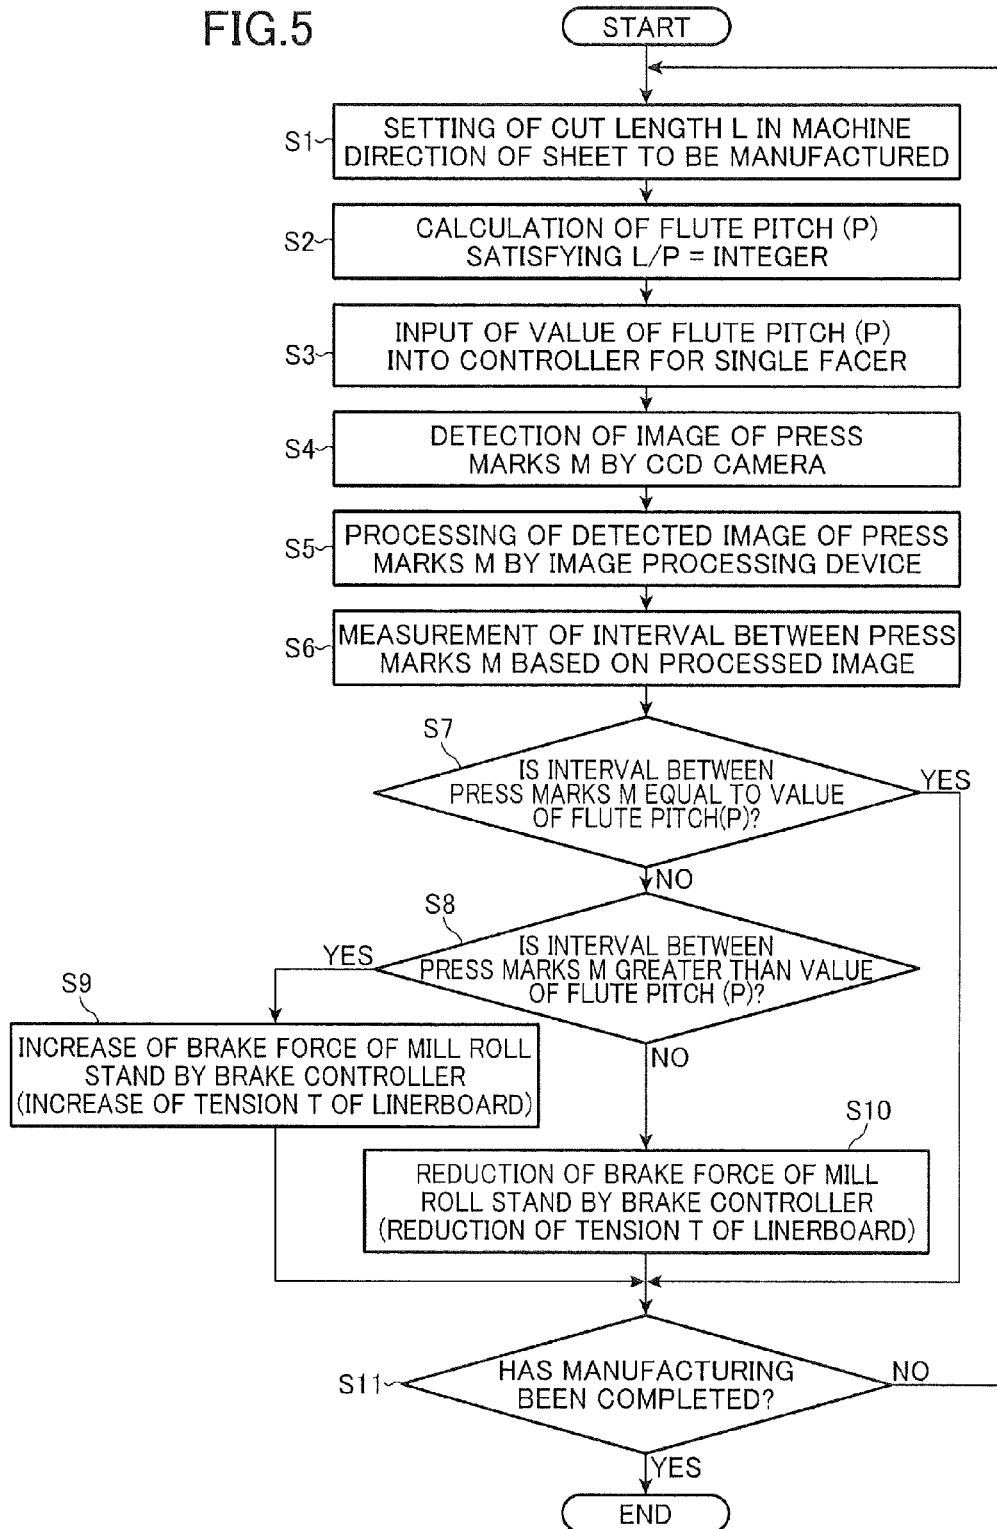 FIG.5
START
S1
SETTING OF CUT LENGTH L IN MACHINE
DIRECTION OF SHEET TO BE MANUFACTURED
S2
CALCULATION OF FLUTE PITCH (P)
SATISFYING L/P = INTEGER
S3
INPUT OF VALUE OF FLUTE PITCH (P)
INTO CONTROLLER FOR SINGLE FACER
S4
DETECTION OF IMAGE OF PRESS
MARKS M BY CCD CAMERA
S5
PROCESSING OF DETECTED IMAGE OF PRESS
MARKS M BY IMAGE PROCESSING DEVICE
S6
MEASUREMENT OF INTERVAL BETWEEN PRESS
MARKS M BASED ON PROCESSED IMAGE
S7
IS INTERVAL BETWEEN
PRESS MARKS M EQUAL TO VALUE
OF FLUTE PITCH(P)?
YES
NO
S8
IS INTERVAL BETWEEN
PRESS MARKS M GREATER THAN VALUE
OF FLUTE PITCH (P)?
YES
NO
S9
INCREASE OF BRAKE FORCE OF MILL ROLL
STAND BY BRAKE CONTROLLER
(INCREASE OF TENSION T OF LINERBOARD)
S10
REDUCTION OF BRAKE FORCE OF MILL
ROLL STAND BY BRAKE CONTROLLER
(REDUCTION OF TENSION T OF LINERBOARD)
S11
HAS MANUFACTURING
BEEN COMPLETED?
NO
YES
END